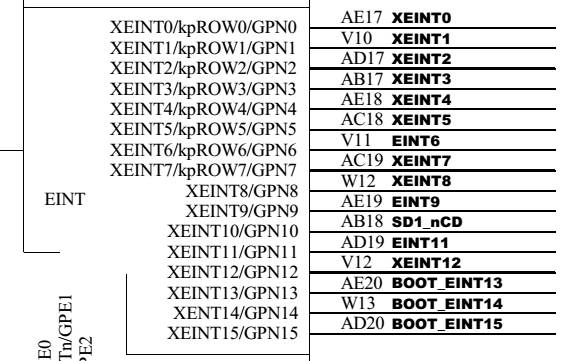 XEINT0/kpROW0/GPN0 AE17 XEINT0
XEINT1/kpROW1/GPN1 V10 XEINT1
XEINT2/kpROW2/GPN2 AD17 XEINT2
XEINT3/kpROW3/GPN3 AB17 XEINT3
XEINT4/kpROW4/GPN4 AE18 XEINT4
XEINT5/kpROW5/GPN5 AC18 XEINT5
XEINT6/kpROW6/GPN6 V11 EINT6
XEINT7/kpROW7/GPN7 AC19 XEINT7
XEINT8/GPN8 W12 XEINT8
EINT
XEINT9/GPN9 AE19 EINT9
XEINT10/GPN10 AB18 SD1_nCD
XEINT11/GPN11 AD19 EINT11
XEINT12/GPN12 V12 XEINT12
XEINT13/GPN13 AE20 BOOT_EINT13
XENT14/GPN14 W13 BOOT_EINT14
XEINT15/GPN15 AD20 BOOT_EINT15
E0
Tn/GPE1
PE2